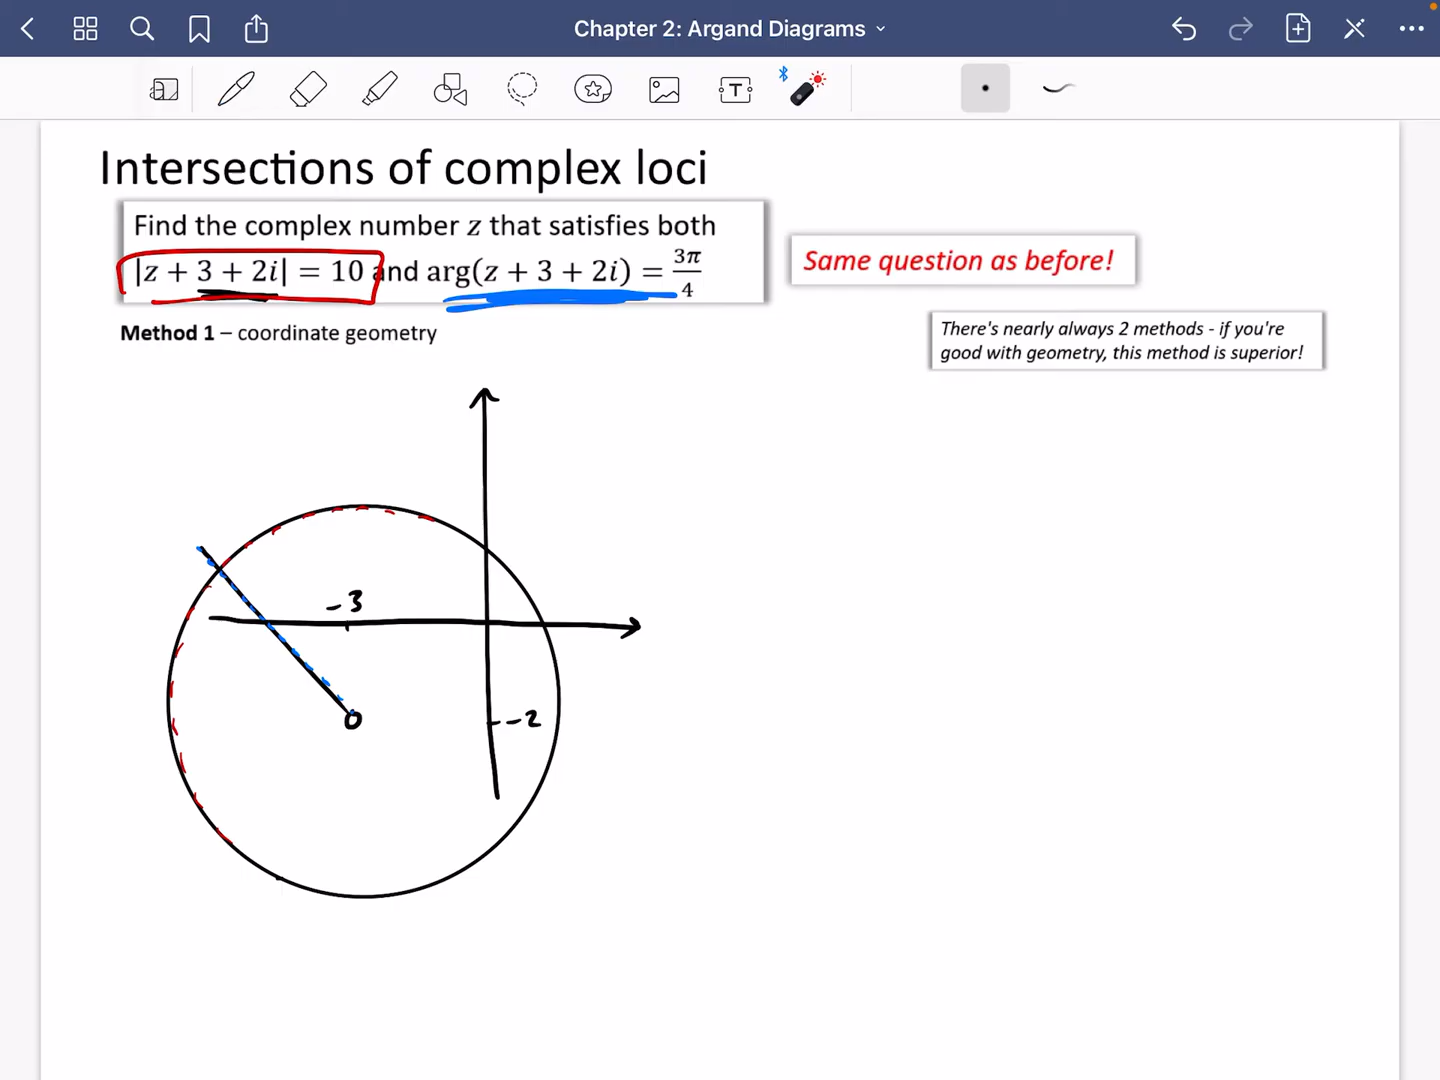 Chapter 2: Argand Diagrams
Intersections of complex loci
Find the complex number z that satisfies both
|z + 3 + 2i| = 10 and arg(z + 3 + 2i) = 3π/4
Same question as before!
Method 1 – coordinate geometry
There's nearly always 2 methods - if you're
good with geometry, this method is superior!
-3
-2